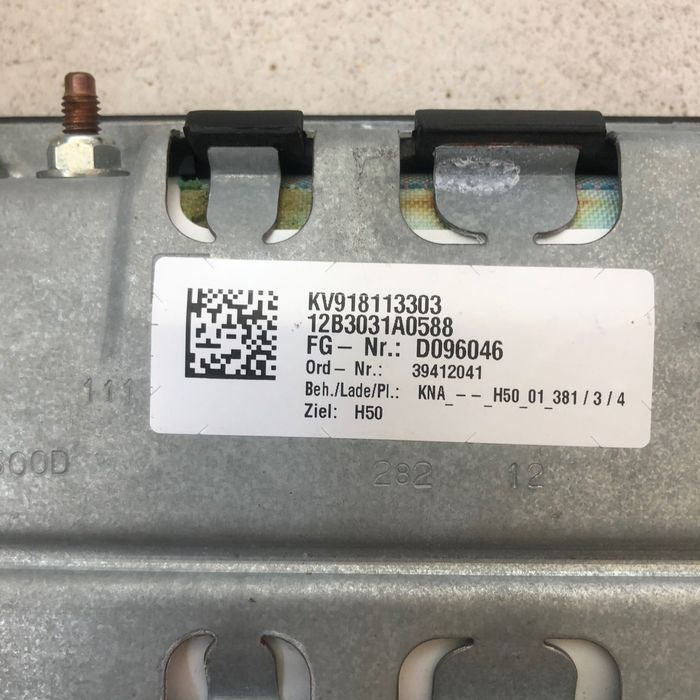 KV918113303
12B3031A0588
FG – Nr.: D096046
Ord – Nr.: 39412041
Beh./Lade/Pl.: KNA_ – – _H50_01_381 / 3 / 4
Ziel: H50
111
500D
282 12